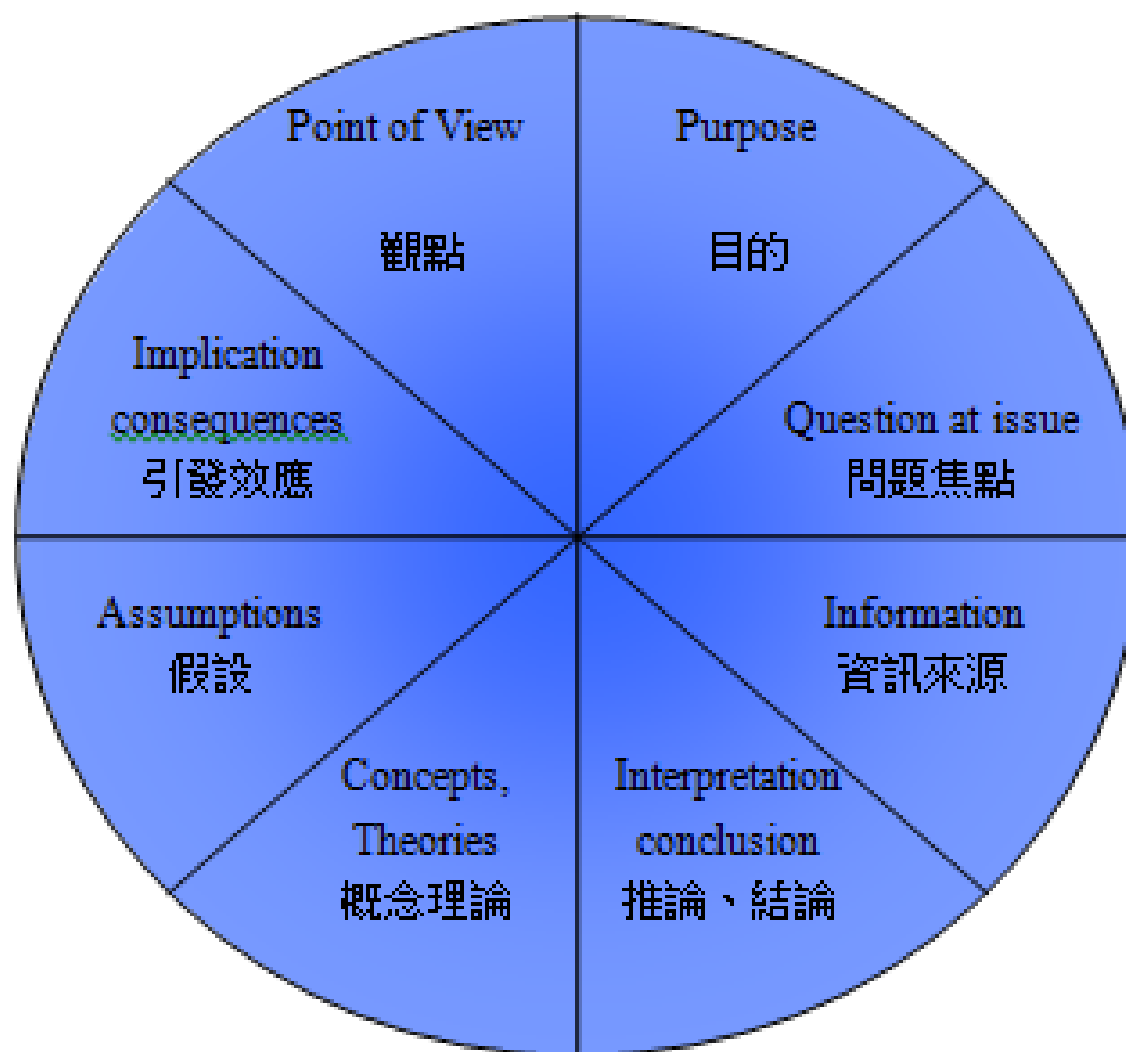 Point of View
觀點
Purpose
目的
Question at issue
問題焦點
Information
資訊來源
Interpretation
conclusion
推論、結論
Concepts,
Theories
概念理論
Assumptions
假設
Implication
consequences
引發效應